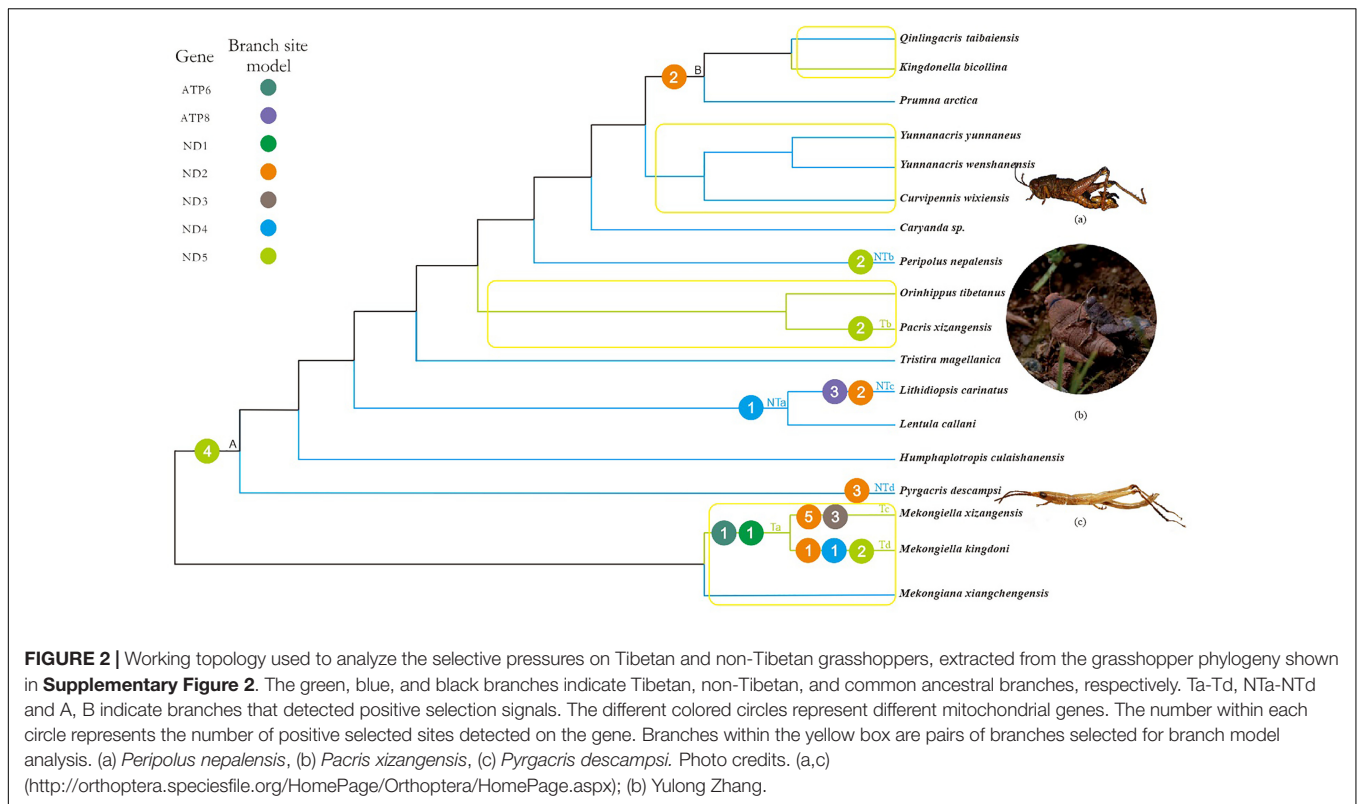 Gene
Branch site
model
ATP6
ATP8
ND1
ND2
ND3
ND4
ND5
Qinlingacris taibaiensis
Kingdonella bicollina
2 B
Prumna arctica
Yunnanacris yunnaneus
Yunnanacris wenshanensis
Curvipennis wixiensis
(a)
Caryanda sp.
2 NTb Peripolus nepalensis
Orinhippus tibetanus
2 Tb Pacris xizangensis
Tristira magellanica
3 2 NTc Lithidiopsis carinatus
1 NTa
(b)
Lentula callani
4 A
Humphaplotropis culaishanensis
3 NTd Pyrgacris descampsi
5 3 Tc Mekongiella xizangensis
(c)
1 1 Ta
1 1 2 Td Mekongiella kingdoni
Mekongiana xiangchengensis
FIGURE 2 | Working topology used to analyze the selective pressures on Tibetan and non-Tibetan grasshoppers, extracted from the grasshopper phylogeny shown
in Supplementary Figure 2. The green, blue, and black branches indicate Tibetan, non-Tibetan, and common ancestral branches, respectively. Ta-Td, NTa-NTd
and A, B indicate branches that detected positive selection signals. The different colored circles represent different mitochondrial genes. The number within each
circle represents the number of positive selected sites detected on the gene. Branches within the yellow box are pairs of branches selected for branch model
analysis. (a) Peripolus nepalensis, (b) Pacris xizangensis, (c) Pyrgacris descampsi. Photo credits. (a,c)
(http://orthoptera.speciesfile.org/HomePage/Orthoptera/HomePage.aspx); (b) Yulong Zhang.